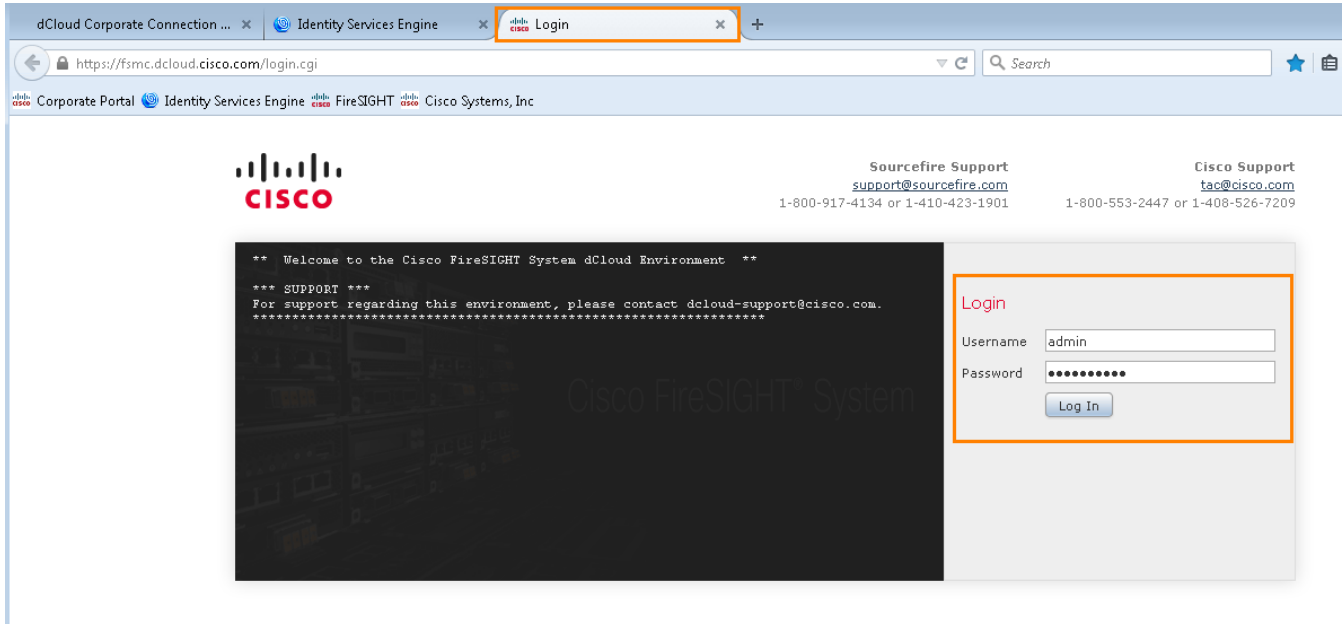 dCloud Corporate Connection ... × Identity Services Engine × Login × +
https://fsmc.dcloud.cisco.com/login.cgi Search
Corporate Portal Identity Services Engine FireSIGHT Cisco Systems, Inc
CISCO
Sourcefire Support
support@sourcefire.com
1-800-917-4134 or 1-410-423-1901
Cisco Support
tac@cisco.com
1-800-553-2447 or 1-408-526-7209
** Welcome to the Cisco FireSIGHT System dCloud Environment **
*** SUPPORT ***
For support regarding this environment, please contact dcloud-support@cisco.com.
*****************************************************************
Cisco FireSIGHT® System
Login
Username admin
Password ●●●●●●●●●●
Log In